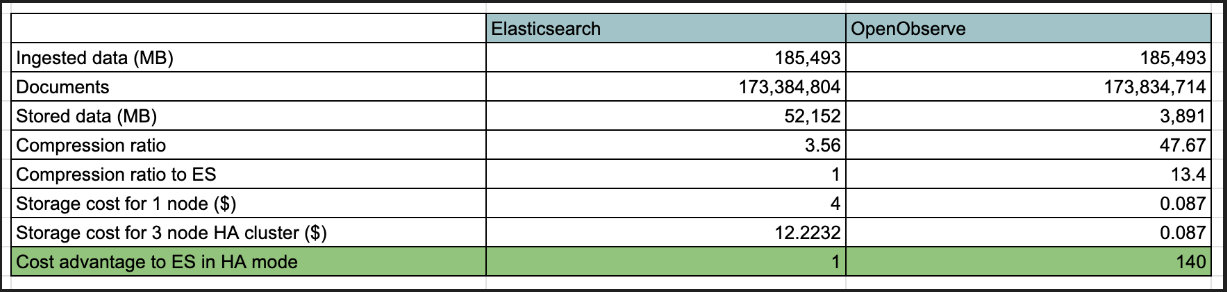 Elasticsearch OpenObserve
Ingested data (MB) 185,493 185,493
Documents 173,384,804 173,834,714
Stored data (MB) 52,152 3,891
Compression ratio 3.56 47.67
Compression ratio to ES 1 13.4
Storage cost for 1 node ($) 4 0.087
Storage cost for 3 node HA cluster ($) 12.2232 0.087
Cost advantage to ES in HA mode 1 140